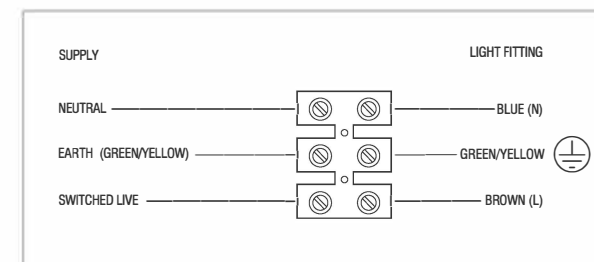 SUPPLY LIGHT FITTING
NEUTRAL BLUE (N)
EARTH (GREEN/YELLOW) GREEN/YELLOW
SWITCHED LIVE BROWN (L)